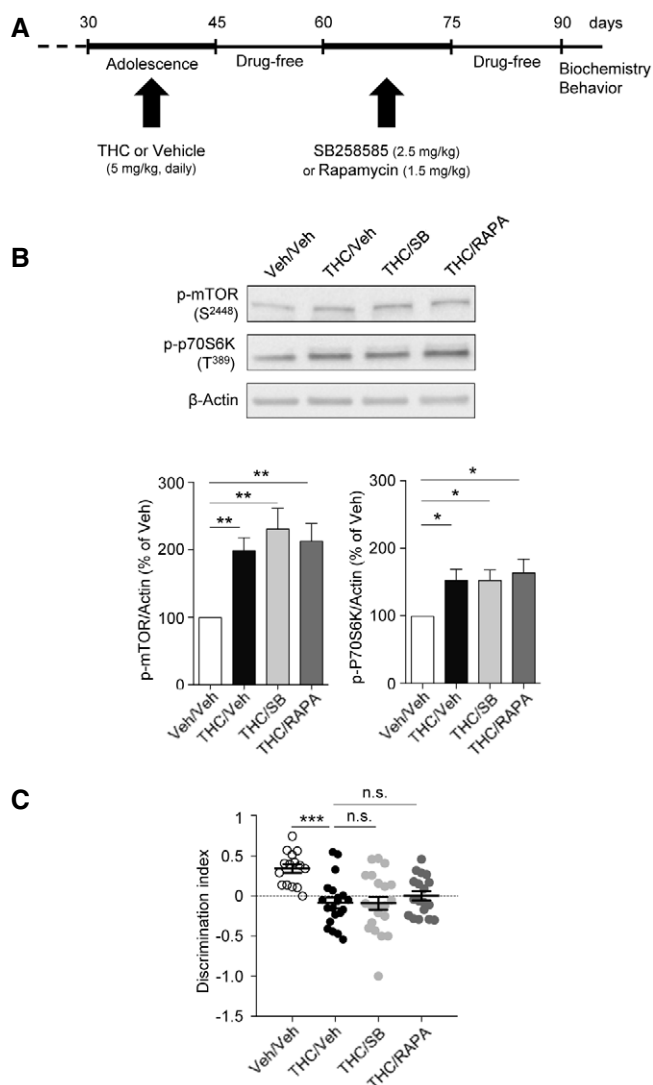 A
30 45 60 75 90 days
Adolescence Drug-free Drug-free Biochemistry
Behavior
THC or Vehicle
(5 mg/kg, daily)
SB258585 (2.5 mg/kg)
or Rapamycin (1.5 mg/kg)
B
Veh/Veh THC/Veh THC/SB THC/RAPA
p-mTOR
(S2448)
p-p70S6K
(T389)
β-Actin
p-mTOR/Actin (% of Veh)
300
200
100
0
**
**
**
Veh/Veh THC/Veh THC/SB THC/RAPA
p-P70S6K/Actin (% of Veh)
300
200
100
0
*
*
*
Veh/Veh THC/Veh THC/SB THC/RAPA
C
Discrimination index
n.s.
*** n.s.
1
0.5
0
-0.5
-1.0
-1.5
Veh/Veh THC/Veh THC/SB THC/RAPA